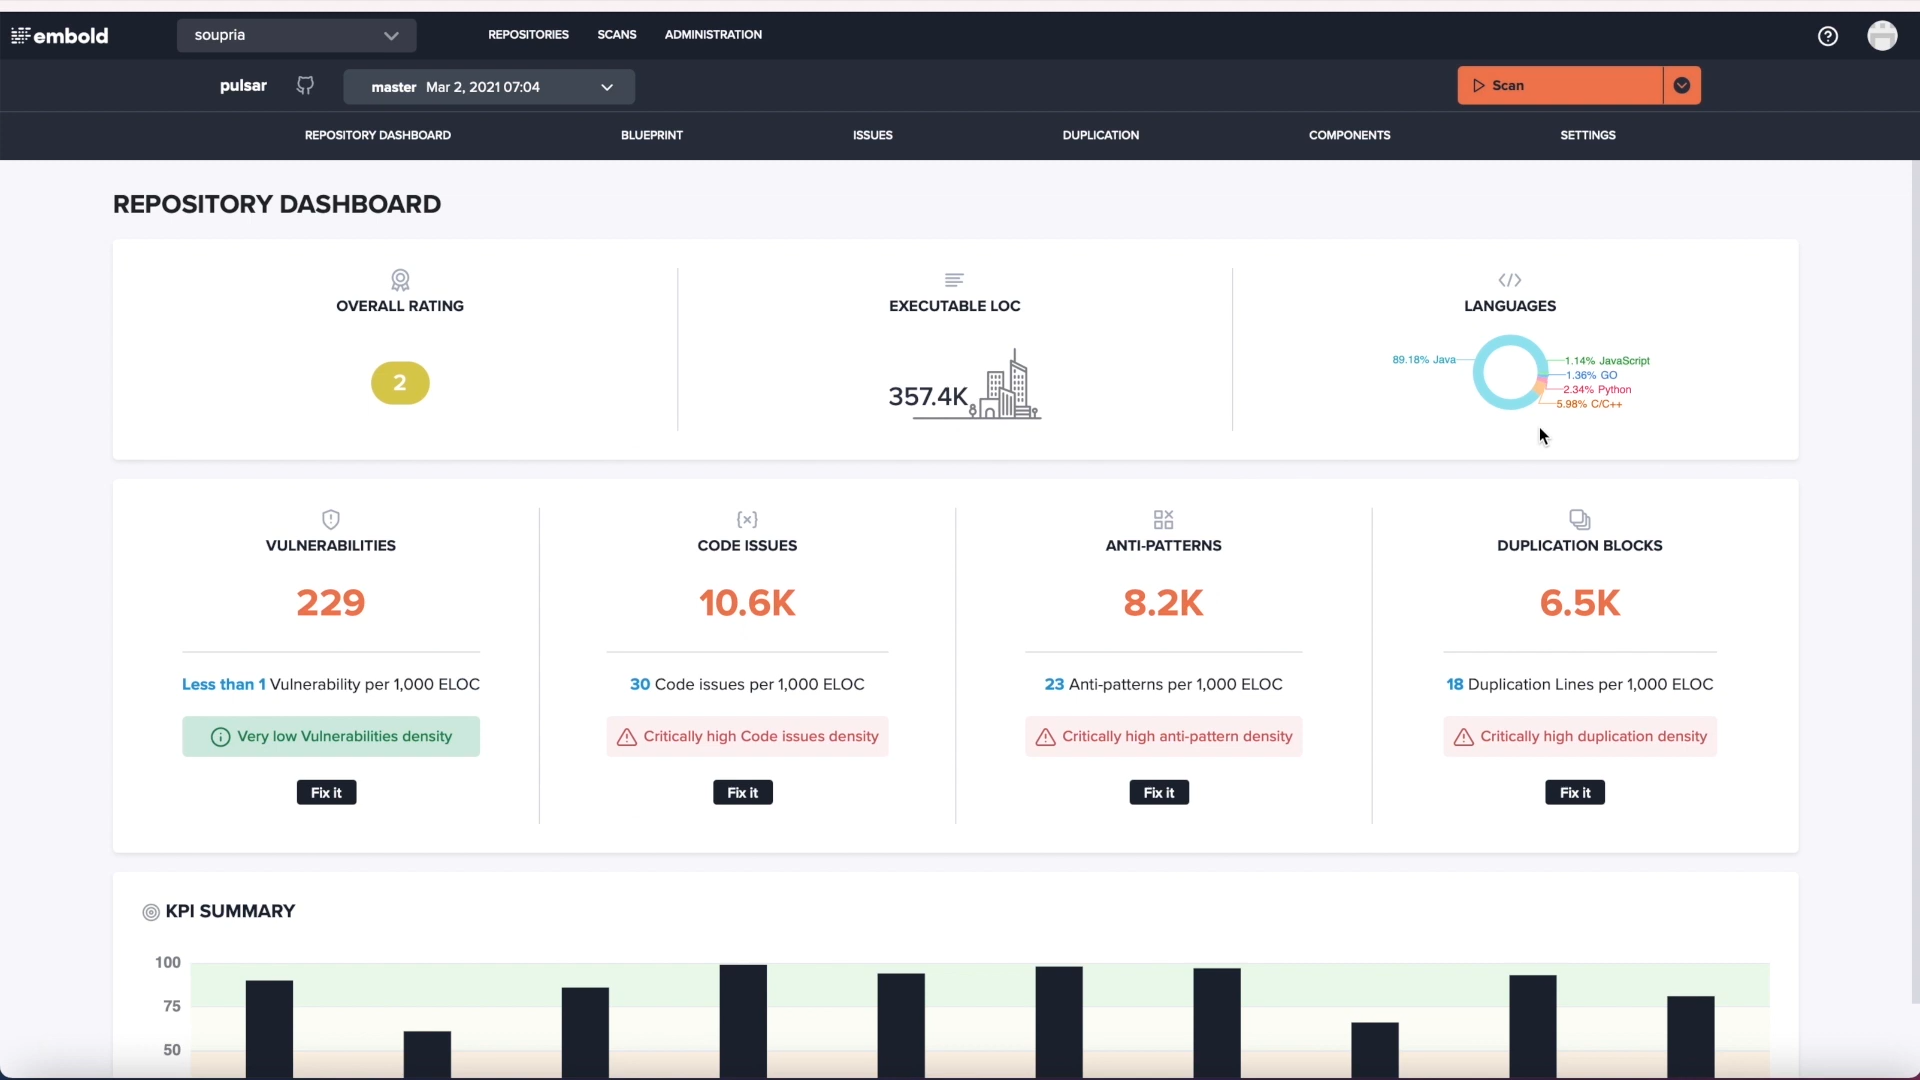 embold
soupria
REPOSITORIES
SCANS
ADMINISTRATION
pulsar
master Mar 2, 2021 07:04
Scan
REPOSITORY DASHBOARD
BLUEPRINT
ISSUES
DUPLICATION
COMPONENTS
SETTINGS
REPOSITORY DASHBOARD
OVERALL RATING
2
EXECUTABLE LOC
357.4K
LANGUAGES
89.18% Java
1.14% JavaScript
1.36% GO
2.34% Python
5.98% C/C++
VULNERABILITIES
229
Less than 1 Vulnerability per 1,000 ELOC
Very low Vulnerabilities density
Fix it
CODE ISSUES
10.6K
30 Code issues per 1,000 ELOC
Critically high Code issues density
Fix it
ANTI-PATTERNS
8.2K
23 Anti-patterns per 1,000 ELOC
Critically high anti-pattern density
Fix it
DUPLICATION BLOCKS
6.5K
18 Duplication Lines per 1,000 ELOC
Critically high duplication density
Fix it
KPI SUMMARY
100
75
50